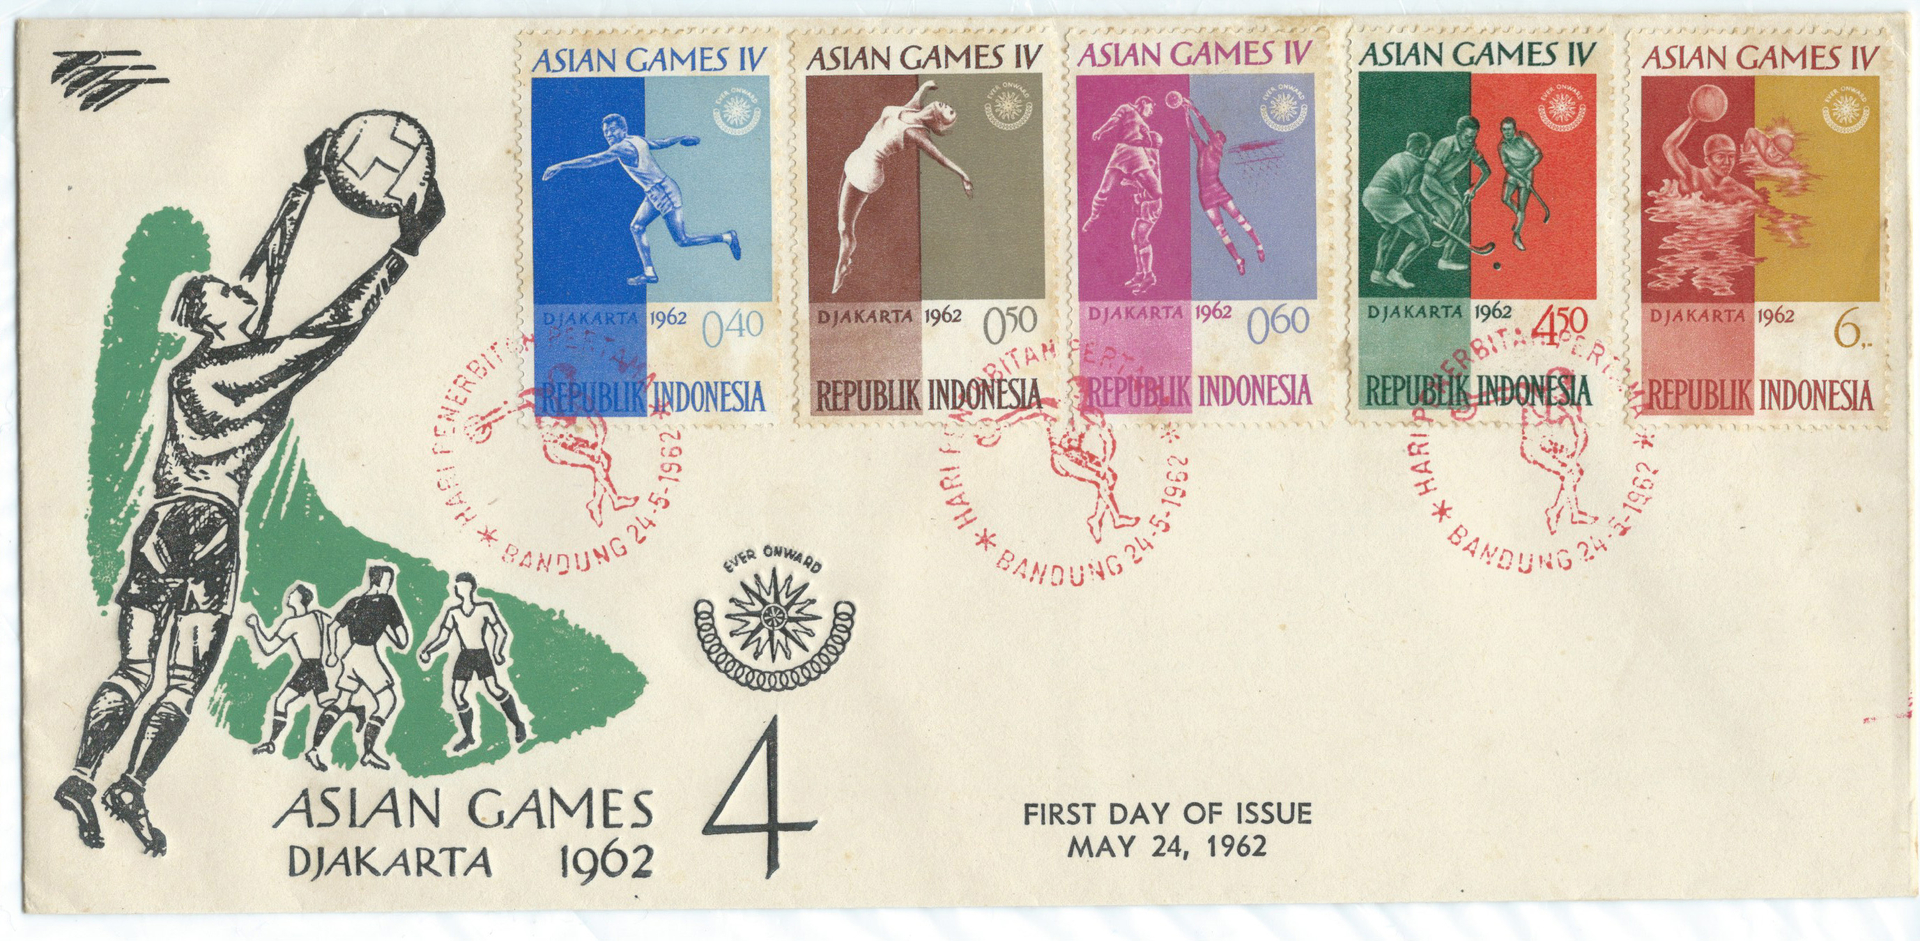 ASIAN GAMES IV
EVER ONWARD
DJAKARTA 1962
040
REPUBLIK INDONESIA
ASIAN GAMES IV
EVER ONWARD
DJAKARTA 1962
050
REPUBLIK INDONESIA
ASIAN GAMES IV
EVER ONWARD
DJAKARTA 1962
060
REPUBLIK INDONESIA
ASIAN GAMES IV
EVER ONWARD
DJAKARTA 1962
450
REPUBLIK INDONESIA
ASIAN GAMES IV
EVER ONWARD
DJAKARTA 1962
6,-
REPUBLIK INDONESIA
* HARI PENERBITAN PERTAMA *
BANDUNG 24-5-1962
* HARI PENERBITAN PERTAMA *
BANDUNG 24-5-1962
* HARI PENERBITAN PERTAMA *
BANDUNG 24-5-1962
EVER ONWARD
4
ASIAN GAMES
DJAKARTA 1962
FIRST DAY OF ISSUE
MAY 24, 1962